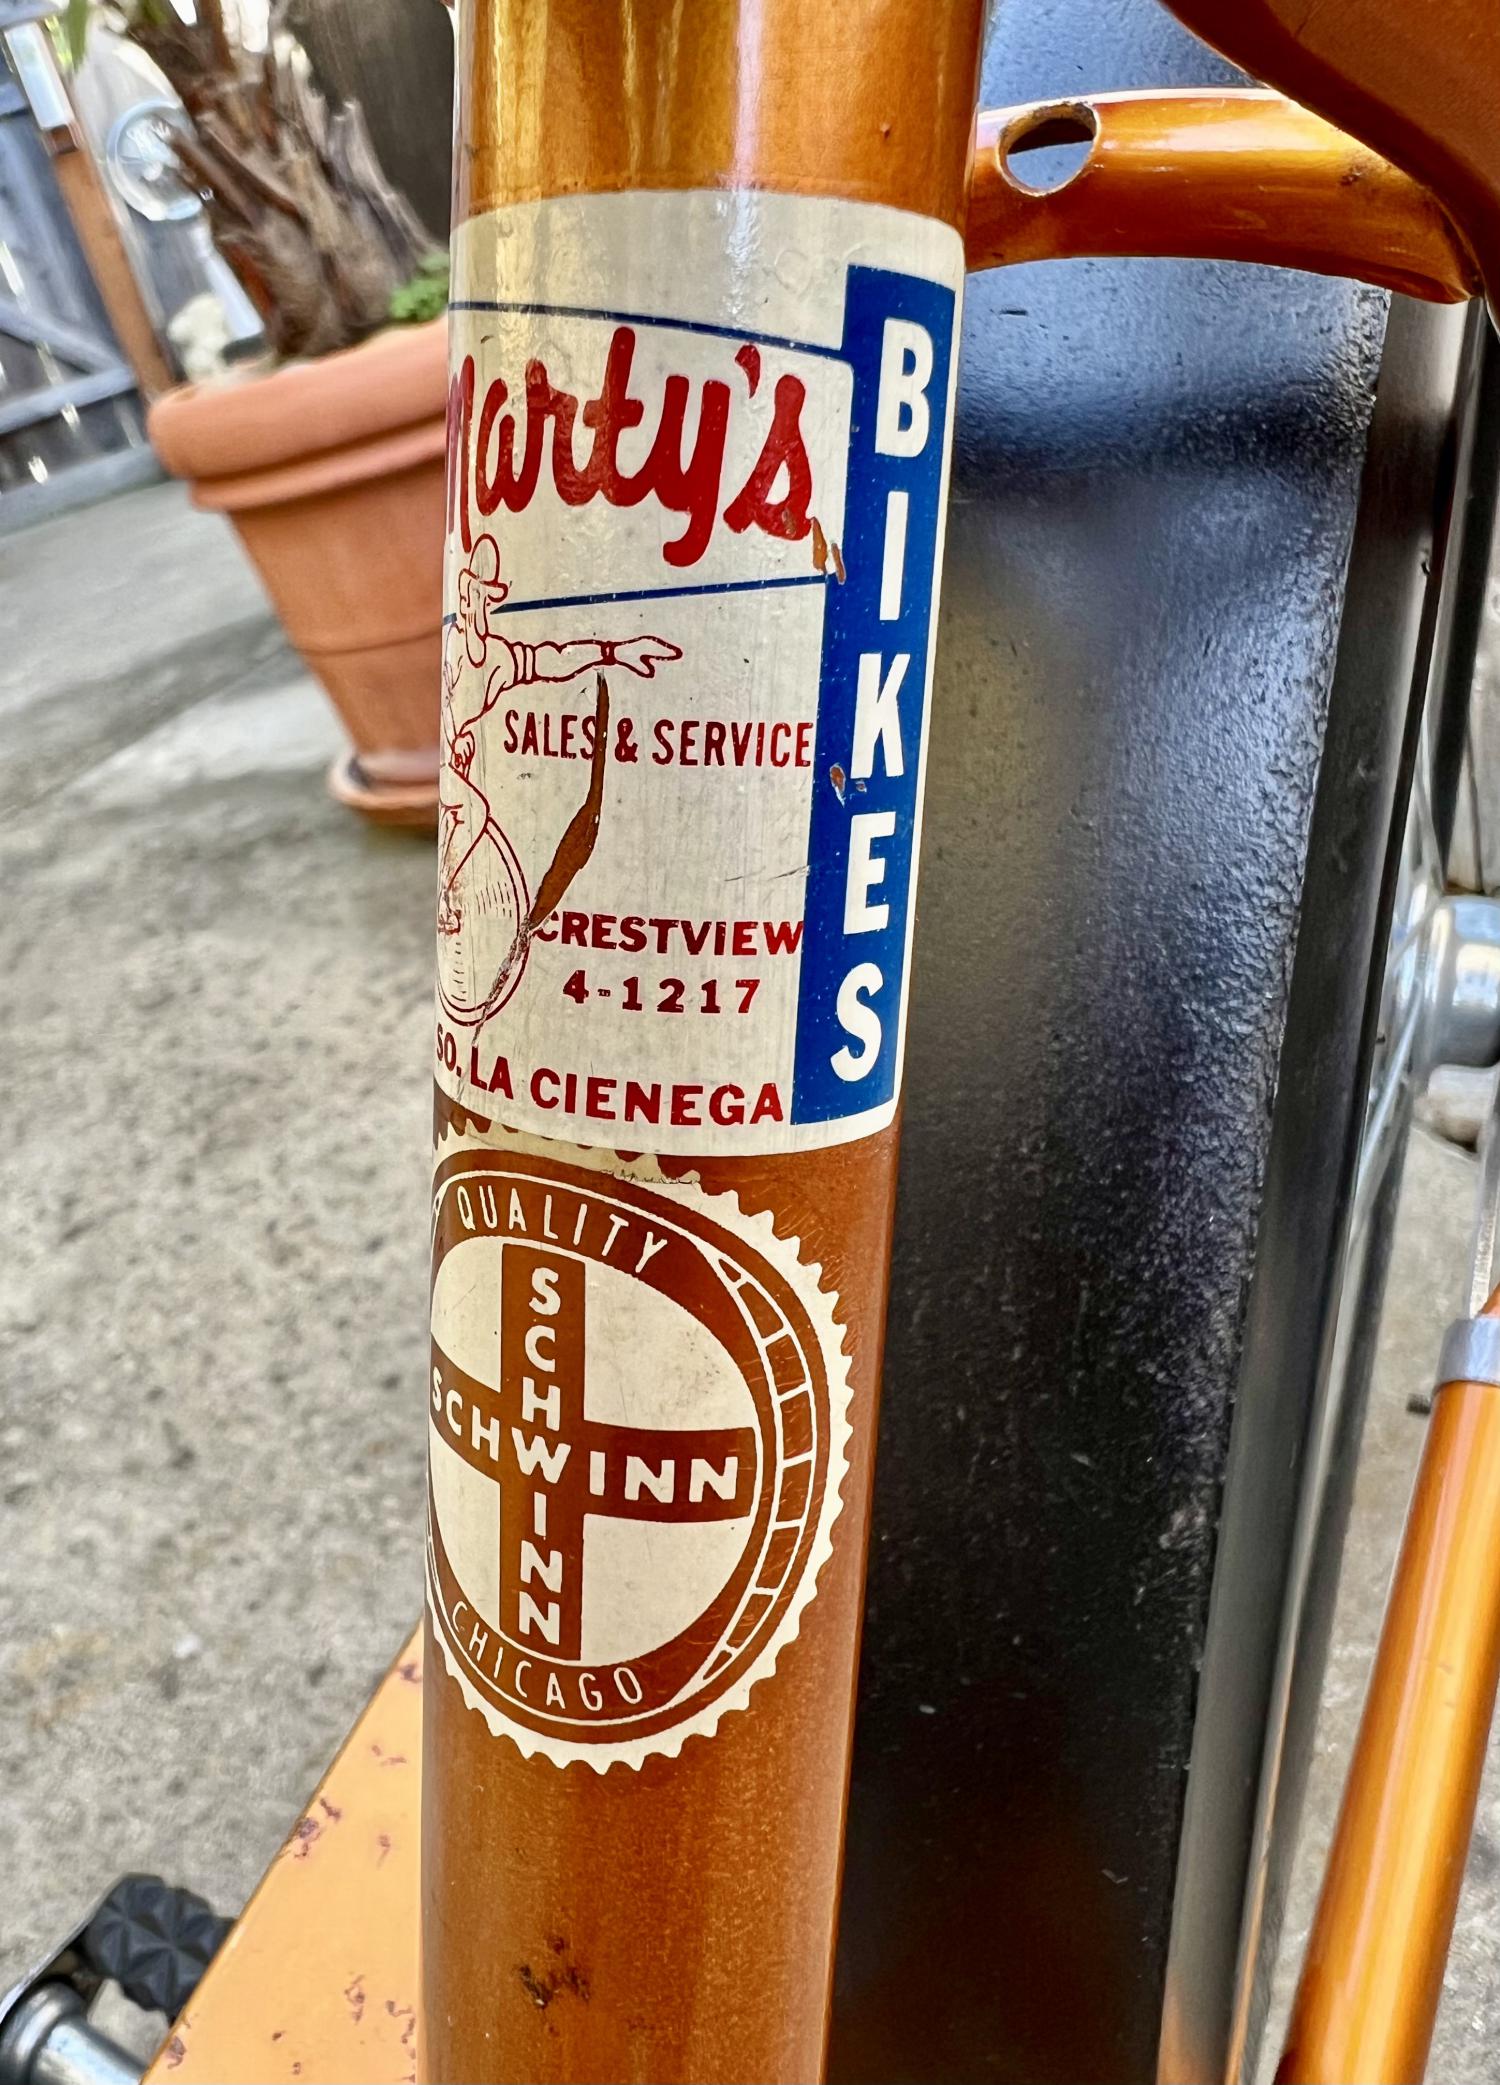 Marty's
BIKES
SALES & SERVICE
CRESTVIEW
4-1217
SO. LA CIENEGA
QUALITY
SCHWINN
SCHWINN
CHICAGO